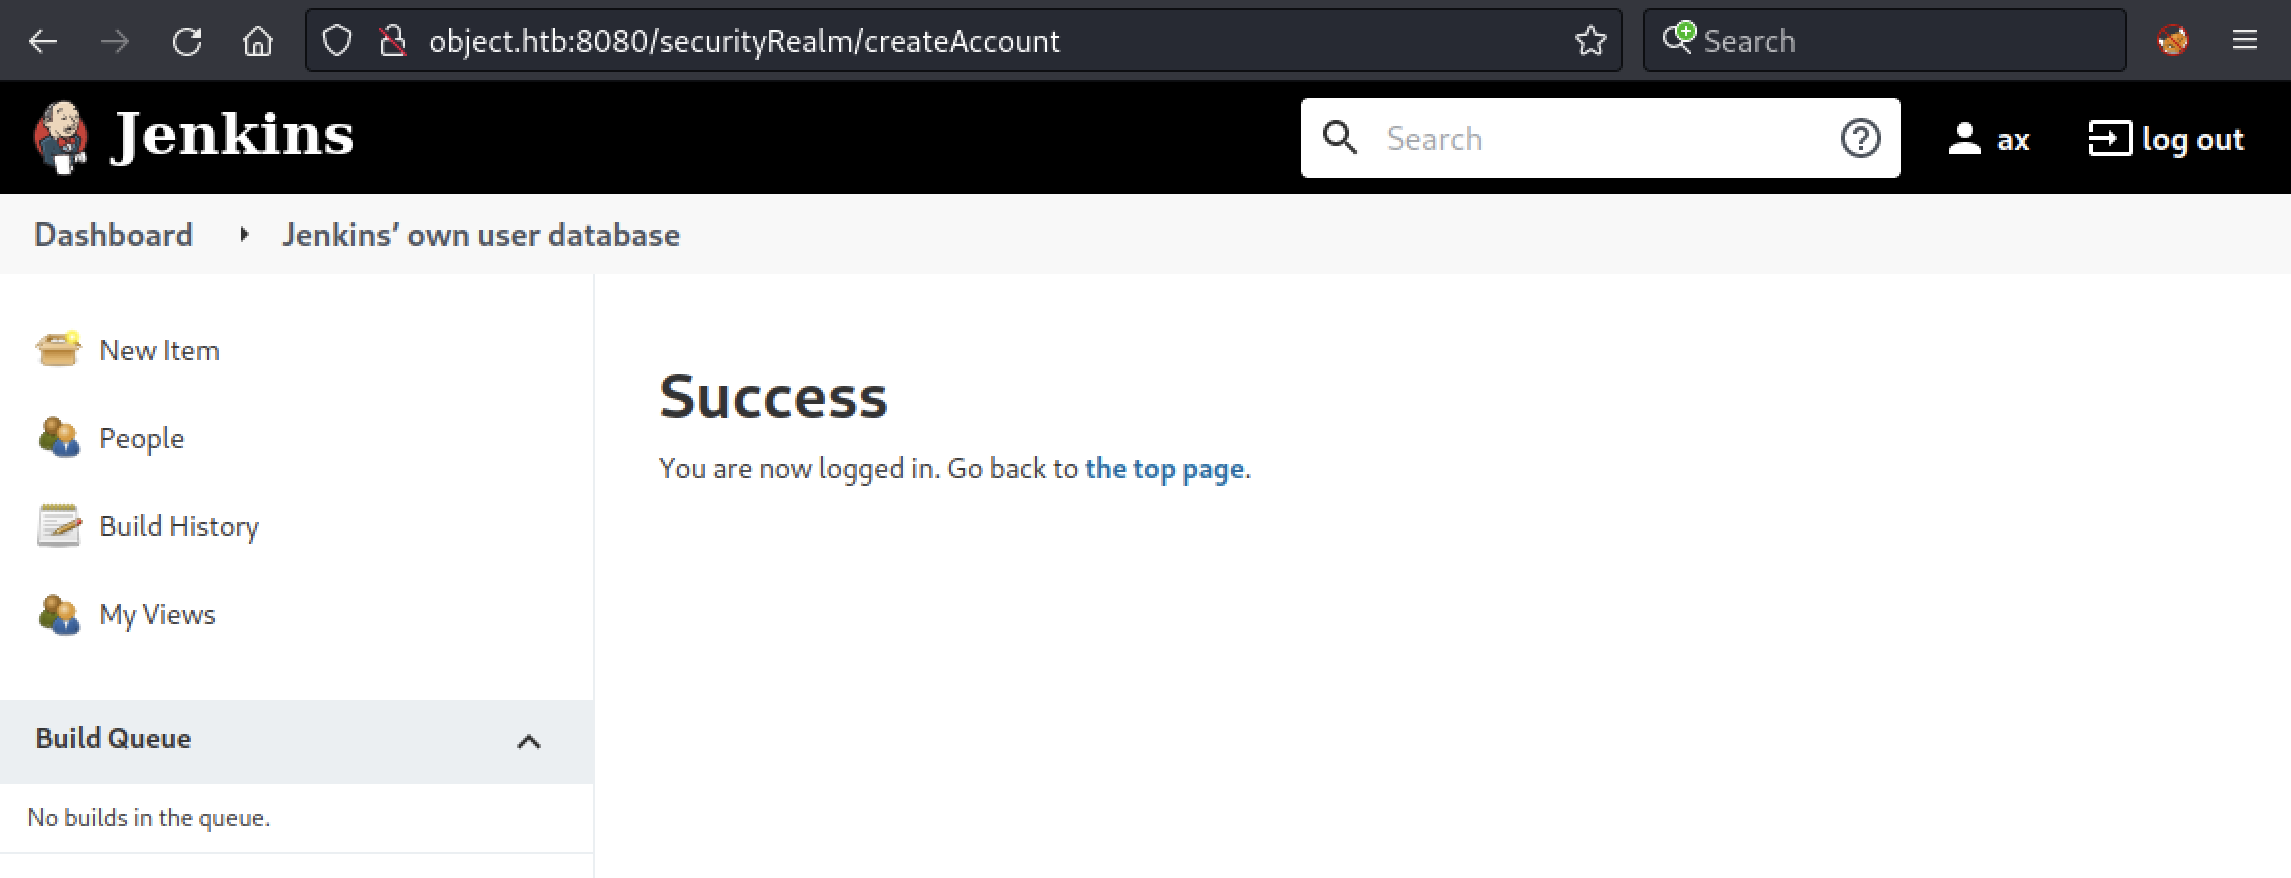 object.htb:8080/securityRealm/createAccount
Search
Jenkins
Search
ax
log out
Dashboard
Jenkins’ own user database
New Item
People
Build History
My Views
Build Queue
No builds in the queue.
Success
You are now logged in. Go back to the top page.